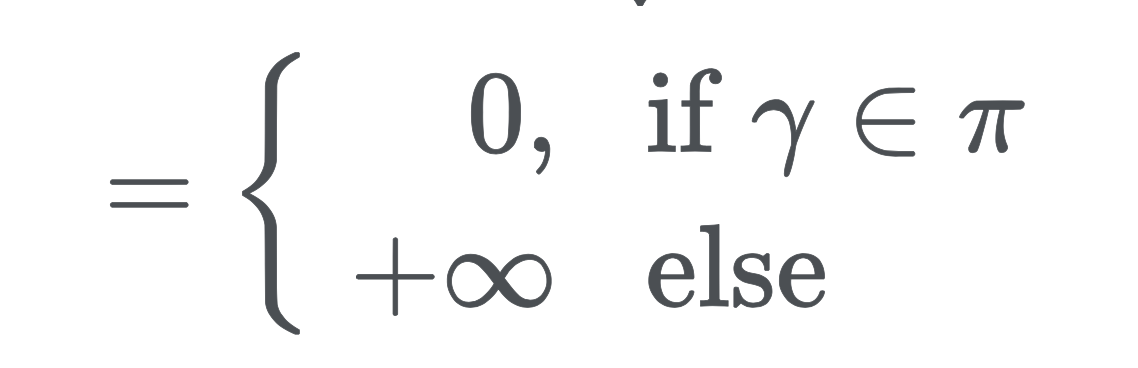 = { 0, if γ ∈ π
+∞ else